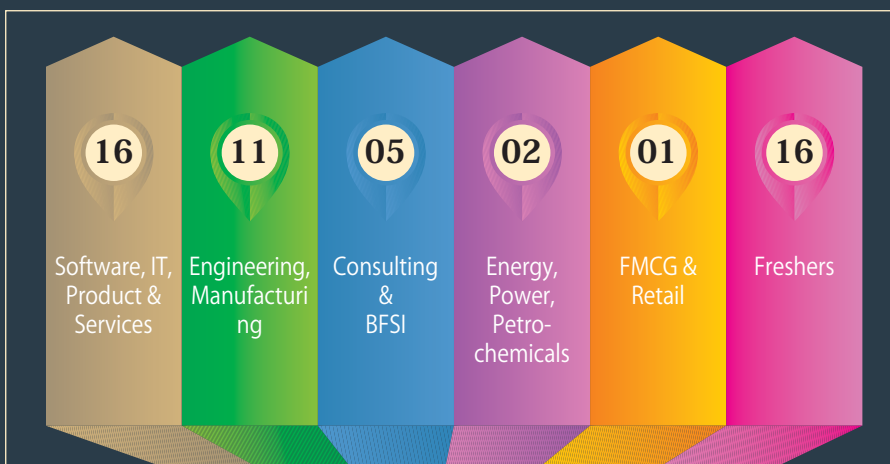 16
Software, IT,
Product &
Services
11
Engineering,
Manufacturi
ng
05
Consulting
&
BFSI
02
Energy,
Power,
Petro-
chemicals
01
FMCG &
Retail
16
Freshers